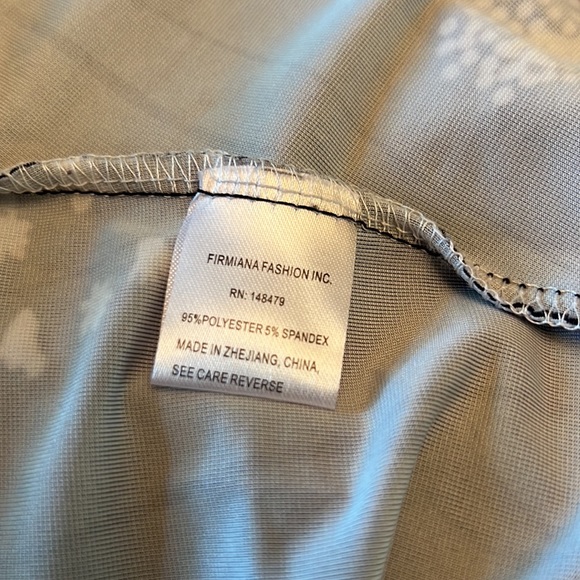 FIRMIANA FASHION INC.
RN: 148479
95%POLYESTER 5% SPANDEX
MADE IN ZHEJIANG, CHINA,
SEE CARE REVERSE